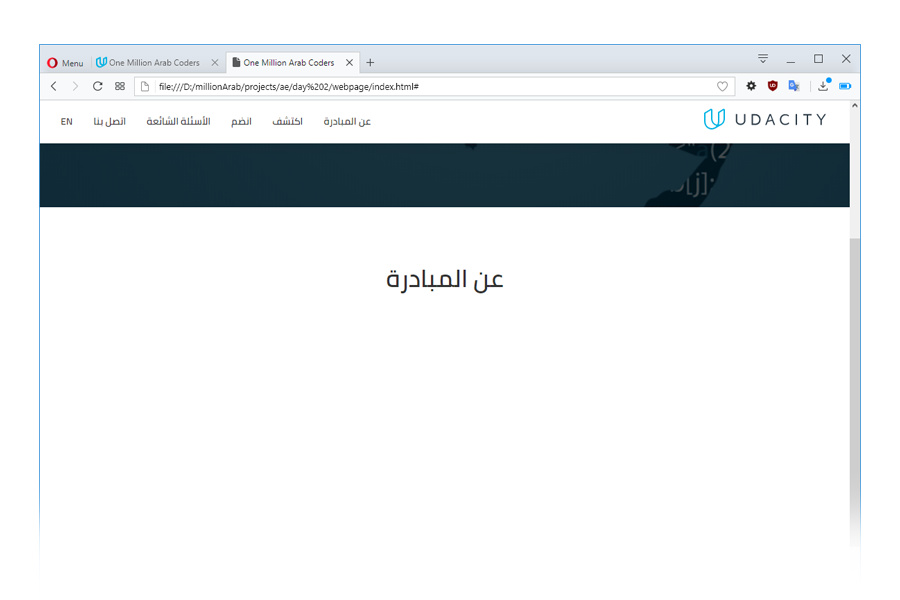 Menu
One Million Arab Coders
One Million Arab Coders
file:///D:/millionArab/projects/ae/day%202/webpage/index.html#
UDACITY
عن المبادرة اكتشف انضم الأسئلة الشائعة اتصل بنا EN
(2
[j];
عن المبادرة